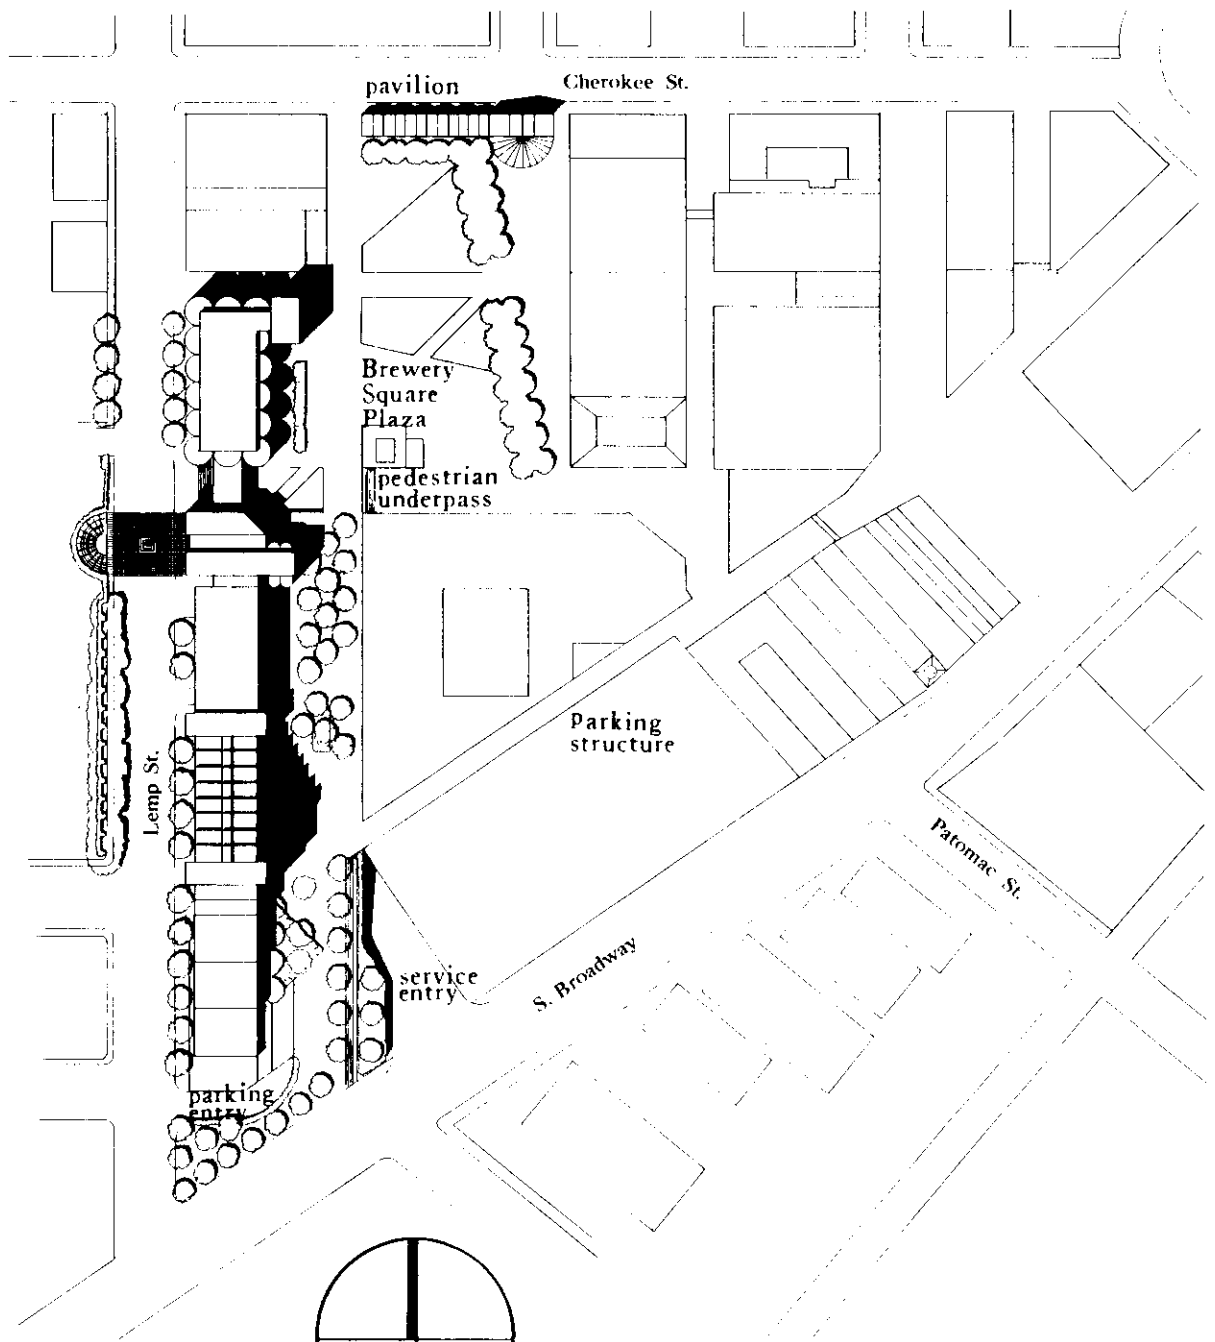 pavilion
Cherokee St.
Brewery
Square
Plaza
pedestrian
underpass
Parking
structure
Lemp St.
Patomac St.
service
entry
S. Broadway
parking
entry